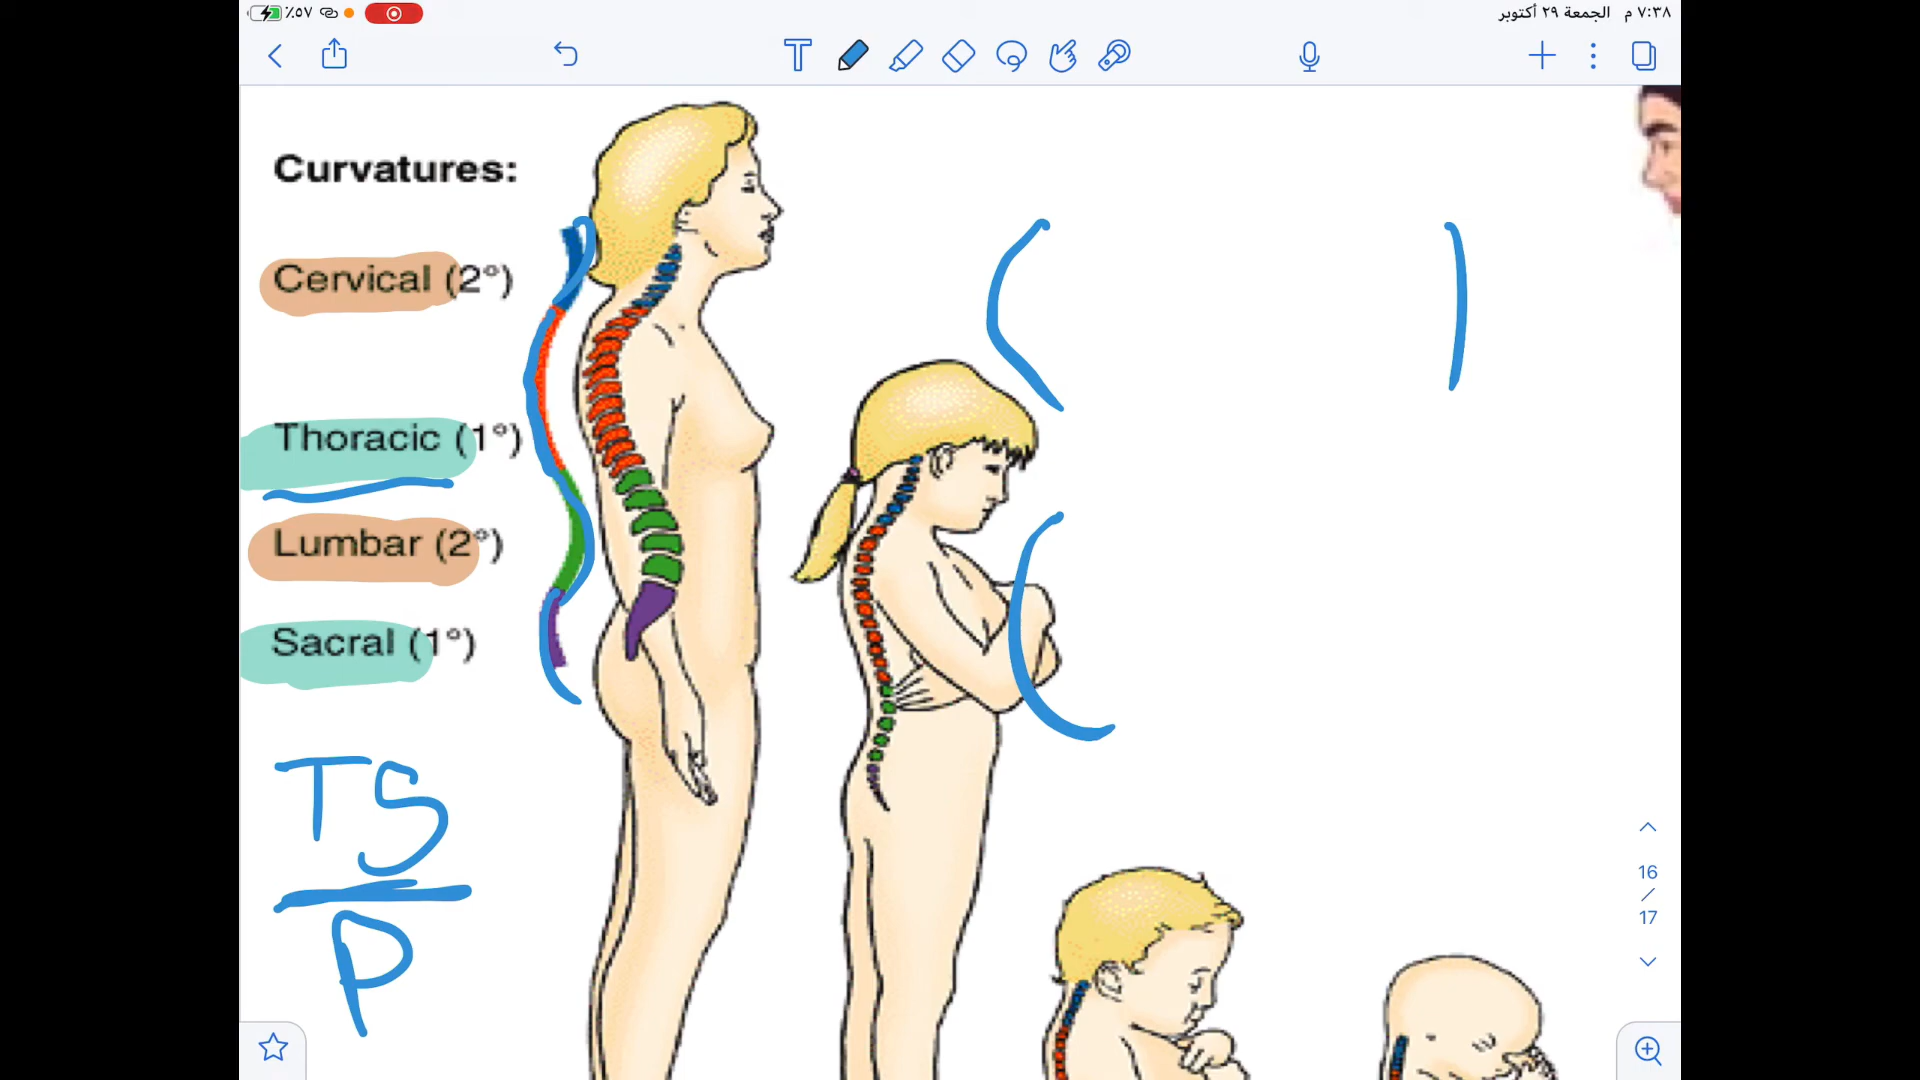 ٪٥٧
٧:٣٨ م الجمعة ٢٩ أكتوبر
T
Curvatures:
Cervical (2°)
Thoracic (1°)
Lumbar (2°)
Sacral (1°)
TS
P
16
/
17